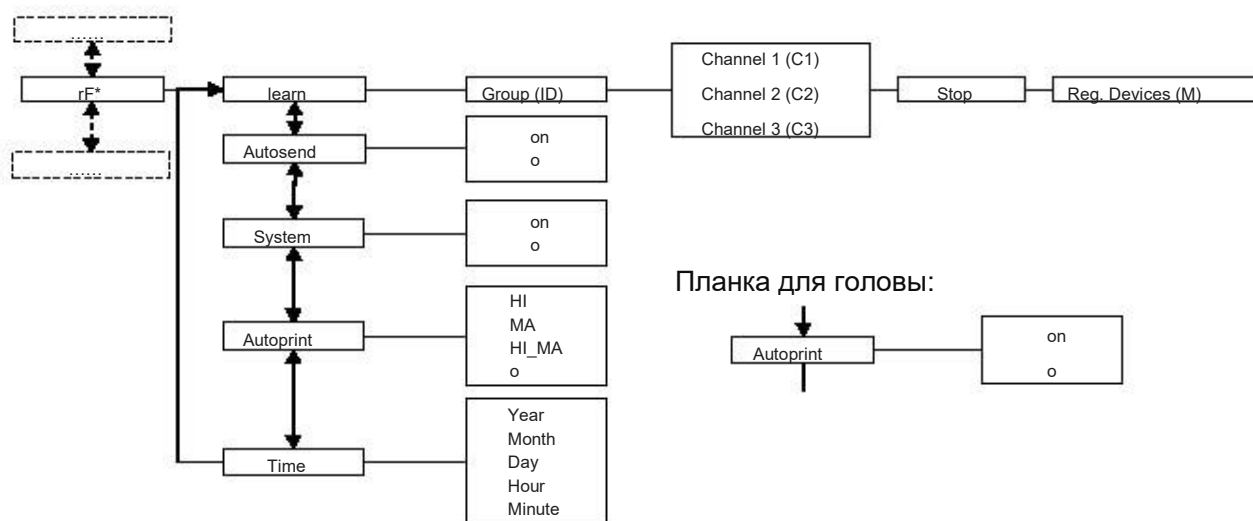 ......
rF*
......
learn
Group (ID)
Channel 1 (C1)
Channel 2 (C2)
Channel 3 (C3)
Stop
Reg. Devices (M)
Autosend
on
o
System
on
o
Autoprint
HI
MA
HI_MA
o
Time
Year
Month
Day
Hour
Minute
Планка для головы:
Autoprint
on
o